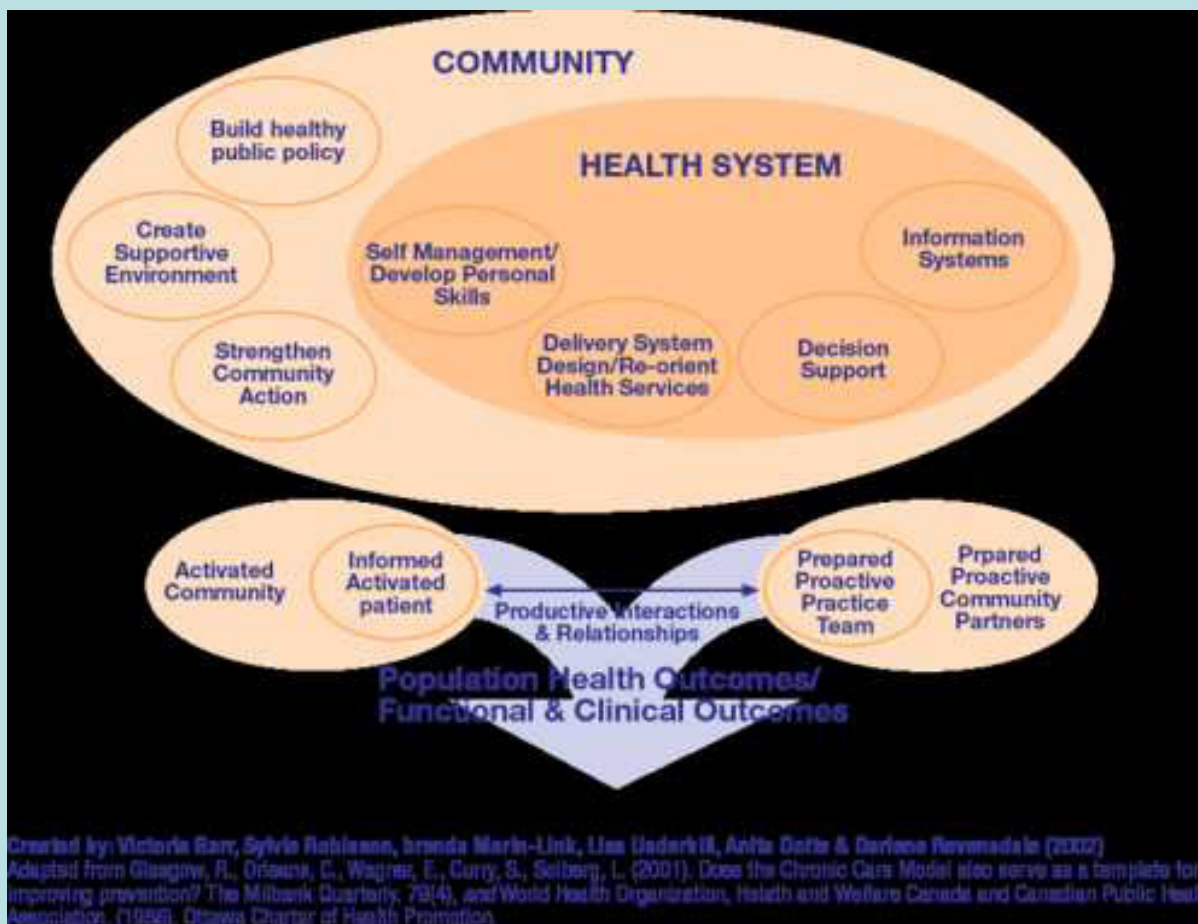 COMMUNITY
Build healthy
public policy
HEALTH SYSTEM
Create
Supportive
Environment
Self Management/
Develop Personal
Skills
Information
Systems
Strengthen
Community
Action
Delivery System
Design/Re-orient
Health Services
Decision
Support
Activated
Community
Informed
Activated
patient
Productive Interactions
& Relationships
Prepared
Proactive
Practice
Team
Prpared
Proactive
Community
Partners
Population Health Outcomes/
Functional & Clinical Outcomes
Created by: Victoria Barr, Sylvia Robinson, Lisa Underhill, Anita Dotts & Darlene (2002)
Adapted from Glasgow, R., Orleans, C., Wagner, E., Curry, S., Solberg, L. (2001). Does the Chronic Care Model also serve as a template for
improving prevention? The Milbank Quarterly, 79(4), and World Health Organization, and Welfare Canada and Canadian Public Heal
Association. (1986). Ottawa Charter of Health Promotion.